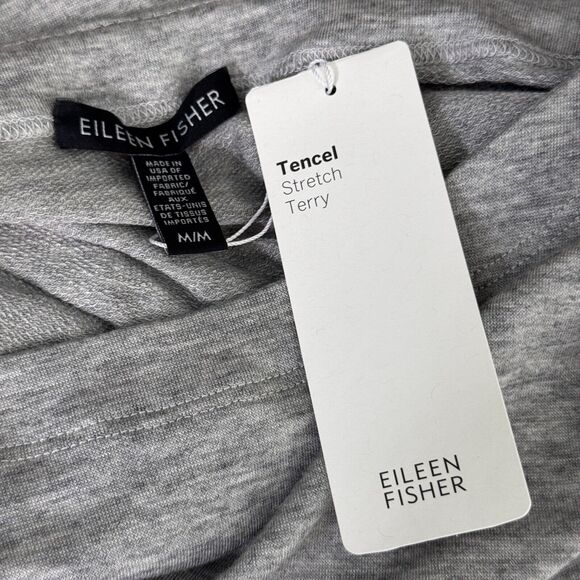 EILEEN FISHER
MADE IN
USA OF
IMPORTED
FABRIC/
FABRIQUÉ
AUX
ETATS-UNIS
DE TISSUS
IMPORTÉS
M/M
Tencel
Stretch
Terry
EILEEN
FISHER